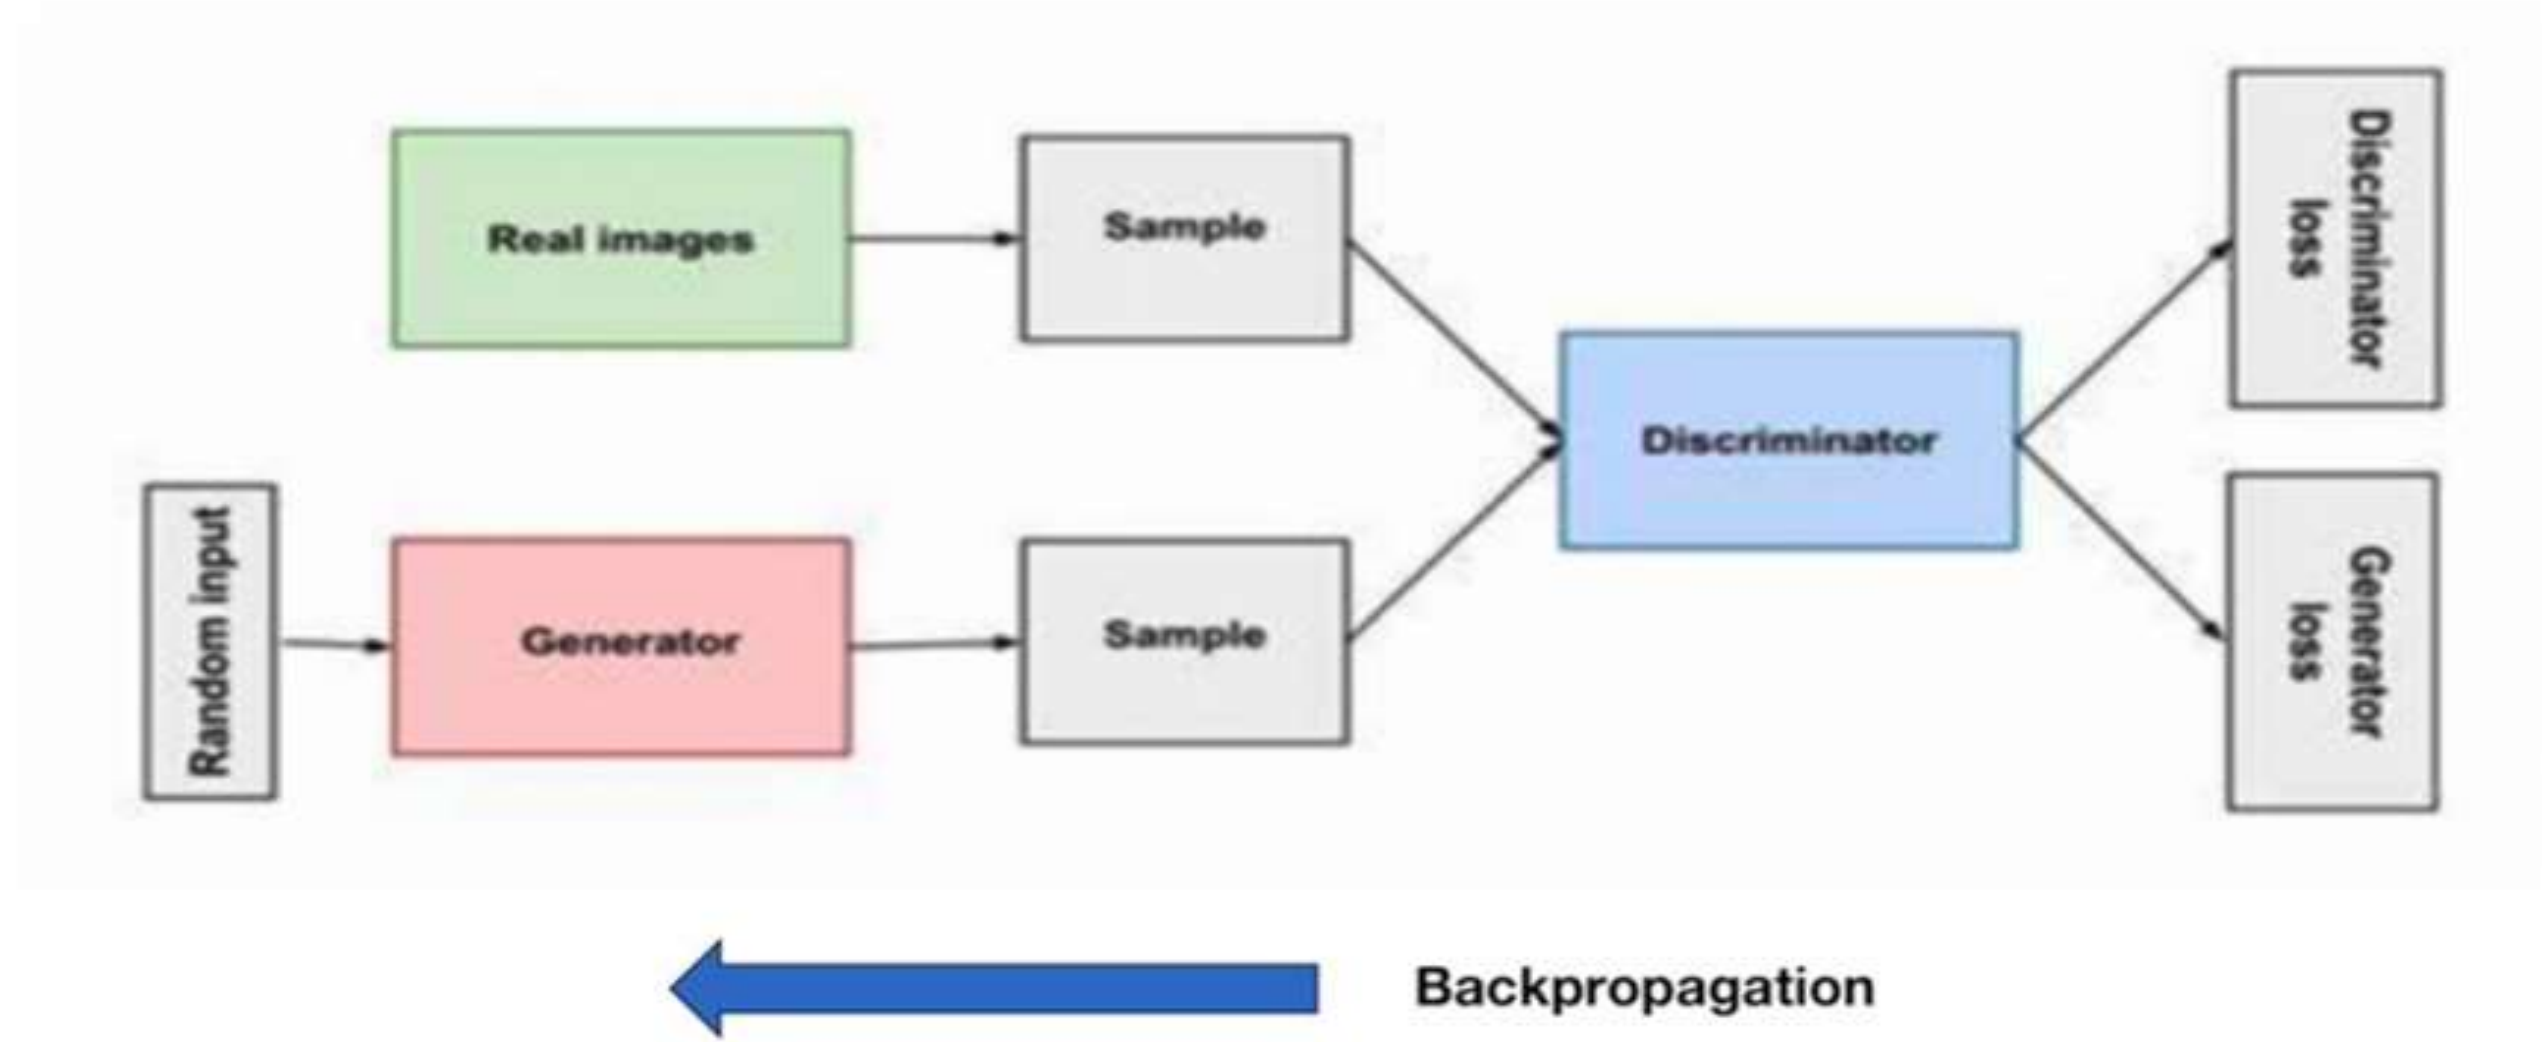 Real images
Sample
Discriminator
loss
Discriminator
Random input
Generator
Sample
Generator
loss
Backpropagation